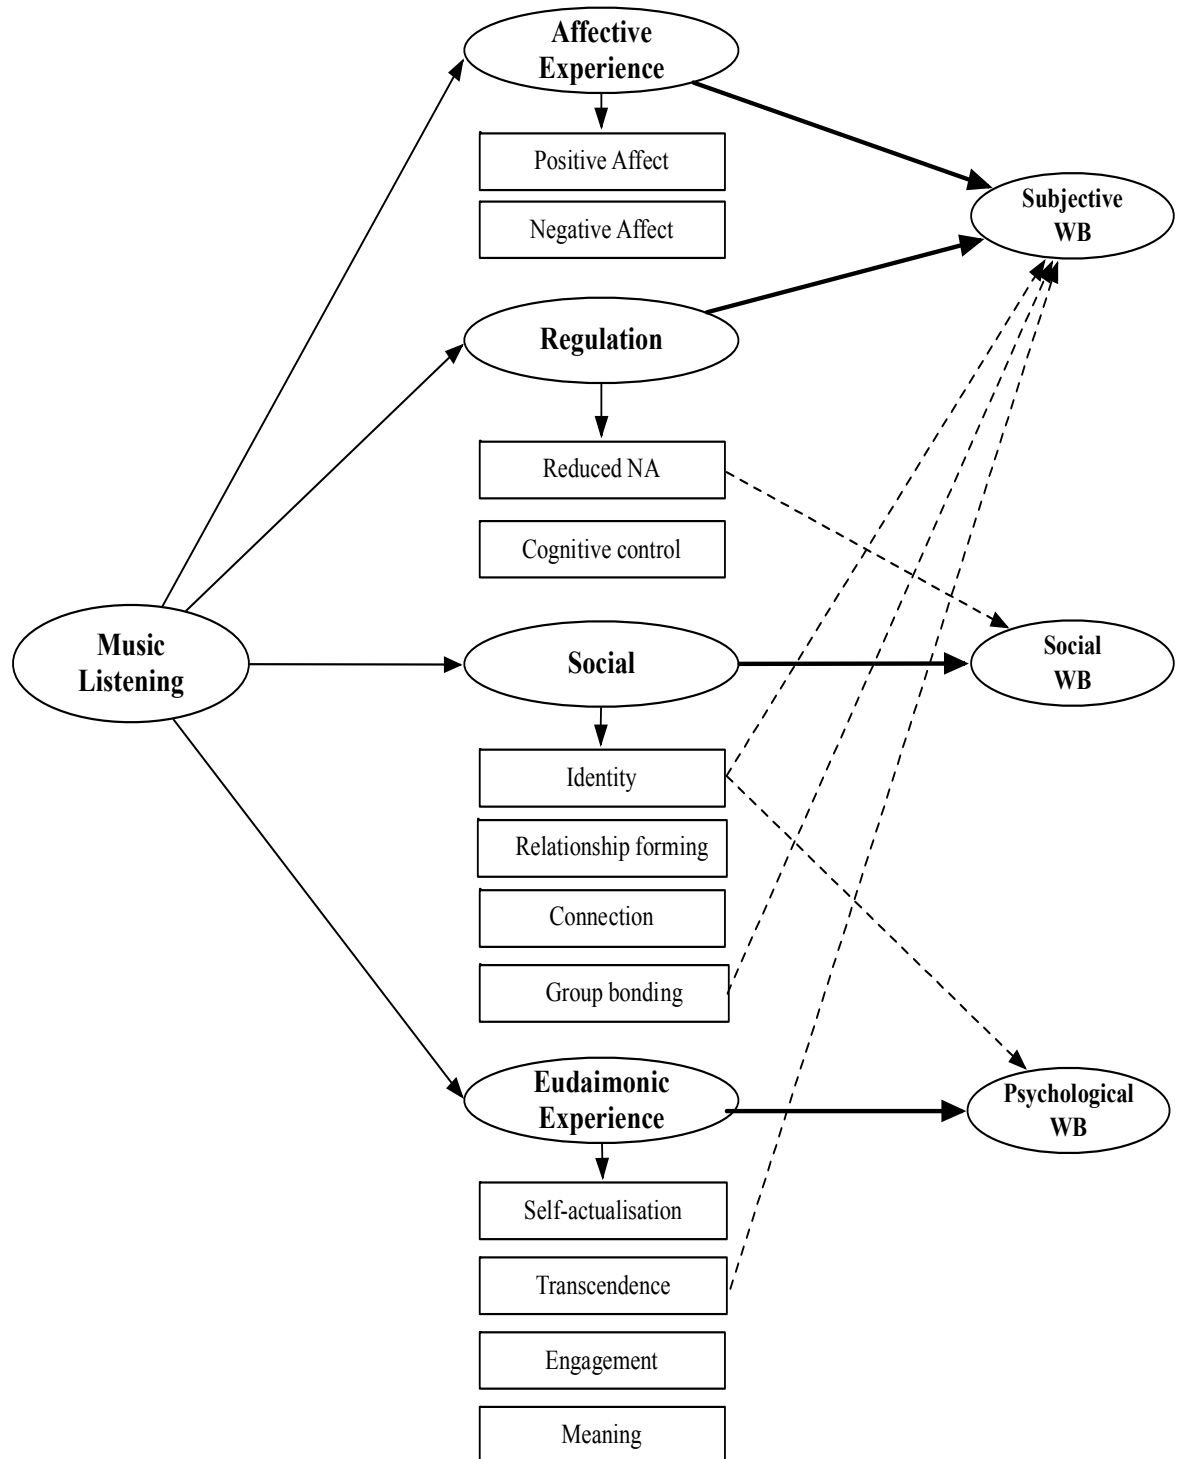 Affective
Experience
Positive Affect
Negative Affect
Subjective
WB
Regulation
Reduced NA
Cognitive control
Music
Listening
Social
Social
WB
Identity
Relationship forming
Connection
Group bonding
Eudaimonic
Experience
Psychological
WB
Self-actualisation
Transcendence
Engagement
Meaning